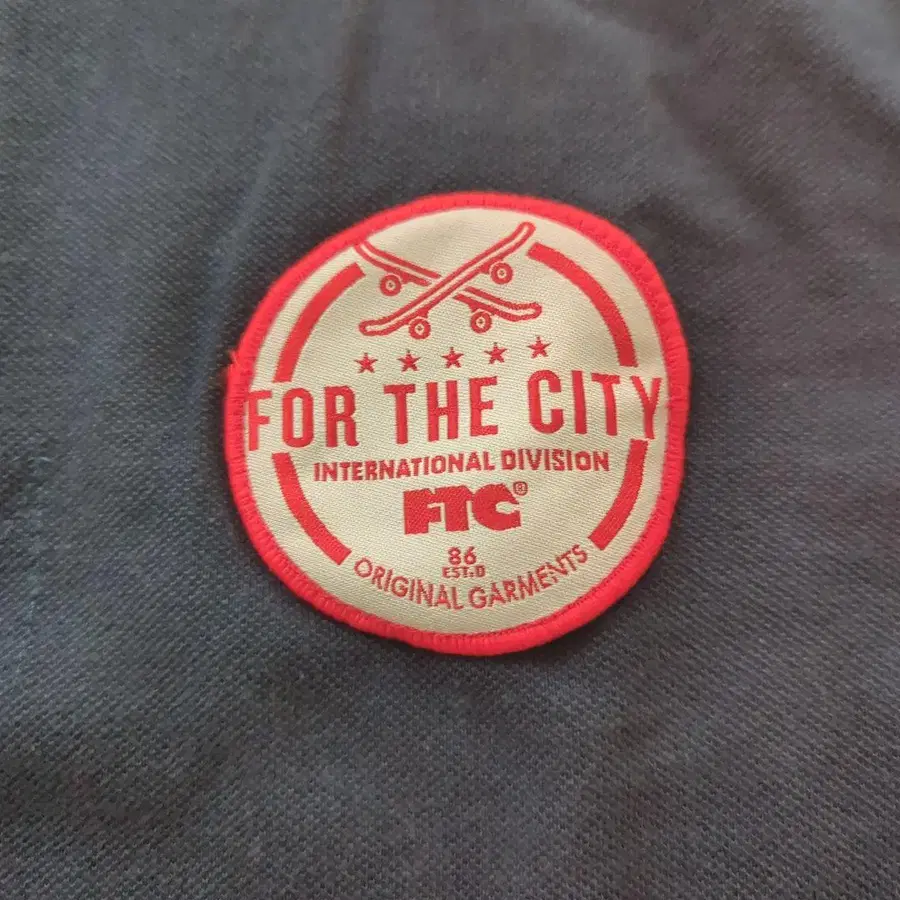 FOR THE CITY
INTERNATIONAL DIVISION
FTC®
86
EST.D
ORIGINAL GARMENTS